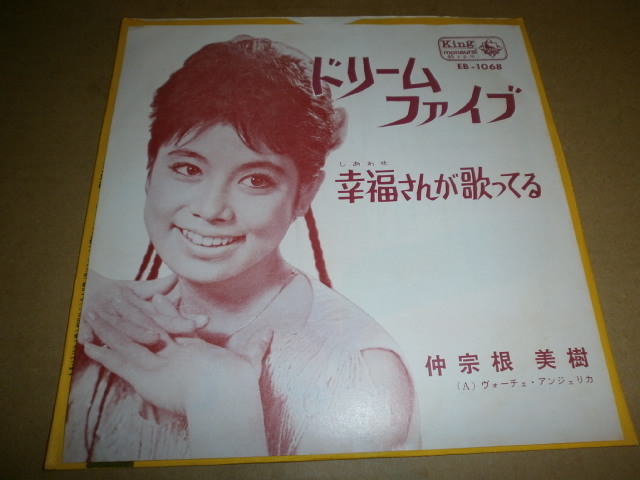 King
monaural
EB-1068
ドリーム
ファイブ
しあわせ
幸福さんが歌ってる
仲宗根 美樹
(A) ヴォーチェ・アンジェリカ